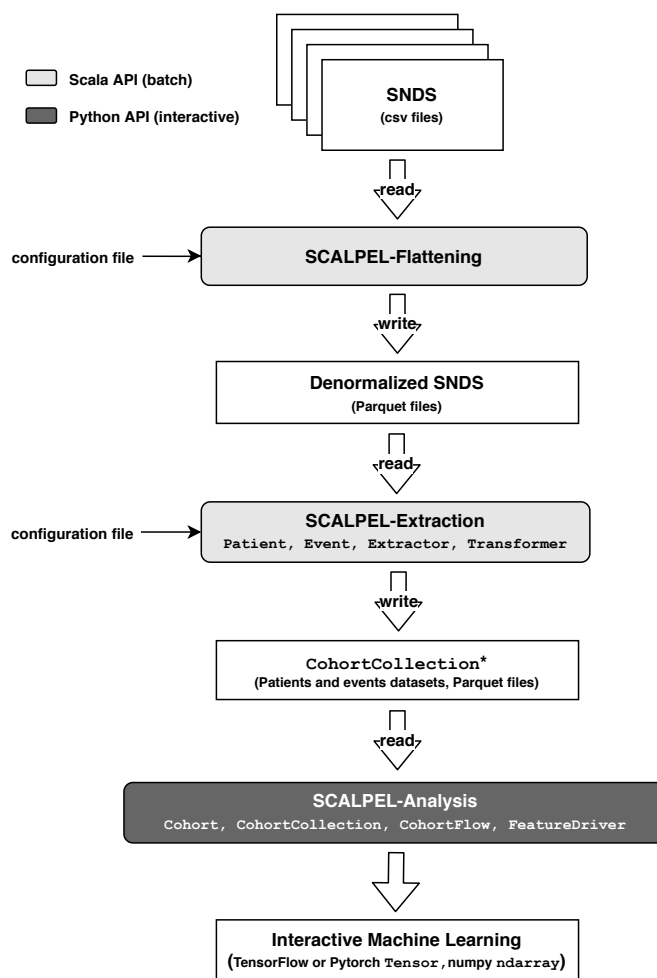 Scala API (batch)
Python API (interactive)
SNDS
(csv files)
read
configuration file
SCALPEL-Flattening
write
Denormalized SNDS
(Parquet files)
read
configuration file
SCALPEL-Extraction
Patient, Event, Extractor, Transformer
write
CohortCollection*
(Patients and events datasets, Parquet files)
read
SCALPEL-Analysis
Cohort, CohortCollection, CohortFlow, FeatureDriver
Interactive Machine Learning
(TensorFlow or Pytorch Tensor, numpy ndarray)